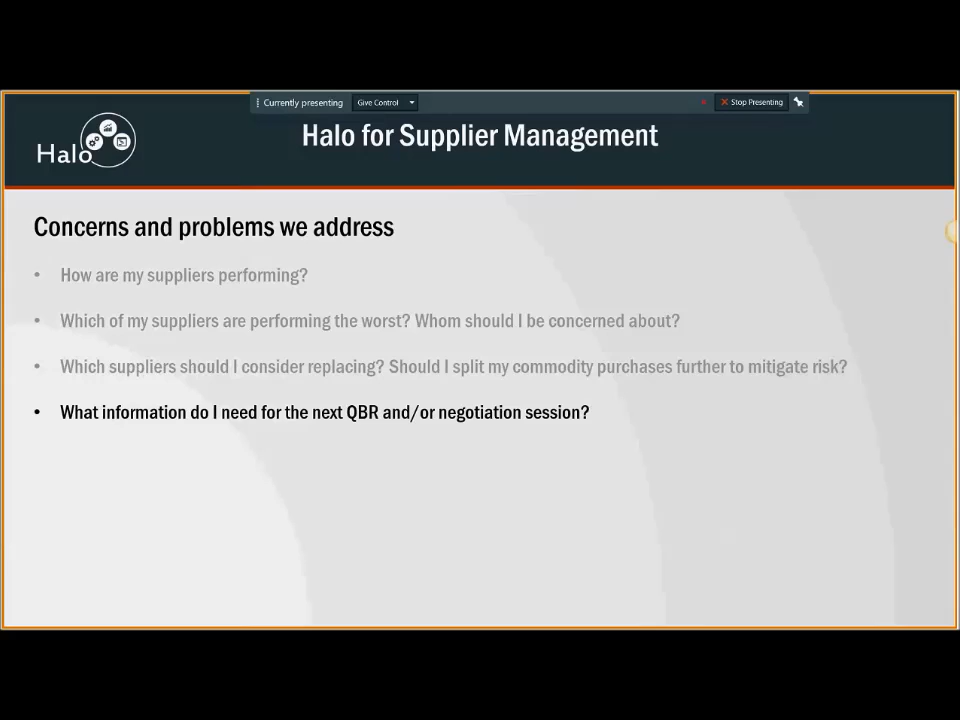 Currently presenting Give Control Stop Presenting
Halo
Halo for Supplier Management
Concerns and problems we address
• How are my suppliers performing?
• Which of my suppliers are performing the worst? Whom should I be concerned about?
• Which suppliers should I consider replacing? Should I split my commodity purchases further to mitigate risk?
• What information do I need for the next QBR and/or negotiation session?